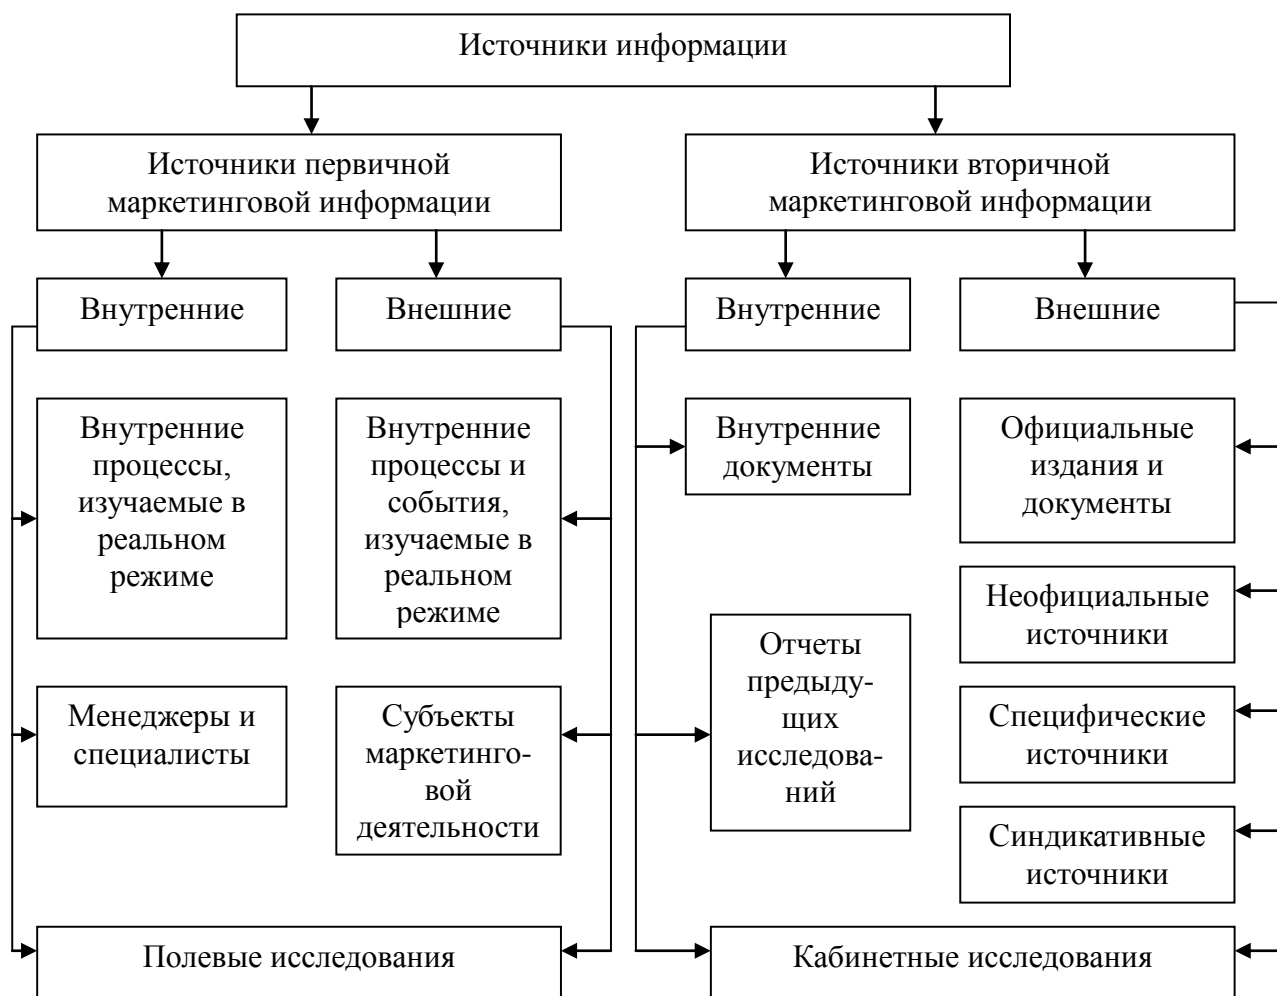 Источники информации
Источники первичной
маркетинговой информации
Источники вторичной
маркетинговой информации
Внутренние
Внешние
Внутренние
Внешние
Внутренние
процессы,
изучаемые в
реальном
режиме
Внутренние
процессы и
события,
изучаемые в
реальном
режиме
Внутренние
документы
Официальные
издания и
документы
Неофициальные
источники
Отчеты
предыду-
щих
исследова-
ний
Менеджеры и
специалисты
Субъекты
маркетинго-
вой
деятельности
Специфические
источники
Синдикативные
источники
Полевые исследования
Кабинетные исследования